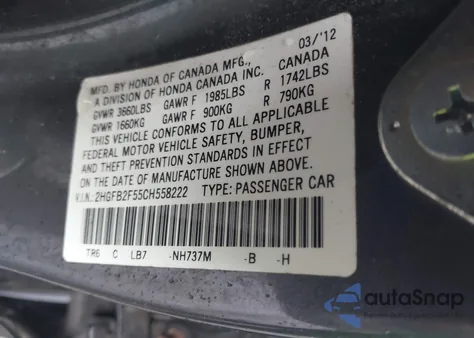 MFD. BY HONDA OF CANADA MFG., 03/'12
A DIVISION OF HONDA CANADA INC. CANADA
GVWR 3660LBS GAWR F 1985LBS R 1742LBS
GVWR 1660KG GAWR F 900KG R 790KG
THIS VEHICLE CONFORMS TO ALL APPLICABLE
FEDERAL MOTOR VEHICLE SAFETY, BUMPER,
AND THEFT PREVENTION STANDARDS IN EFFECT
ON THE DATE OF MANUFACTURE SHOWN ABOVE.
V.I.N.: 2HGFB2F55CH558222 TYPE: PASSENGER CAR
TR6 C LB7 -NH737M -B -H
autoSnap